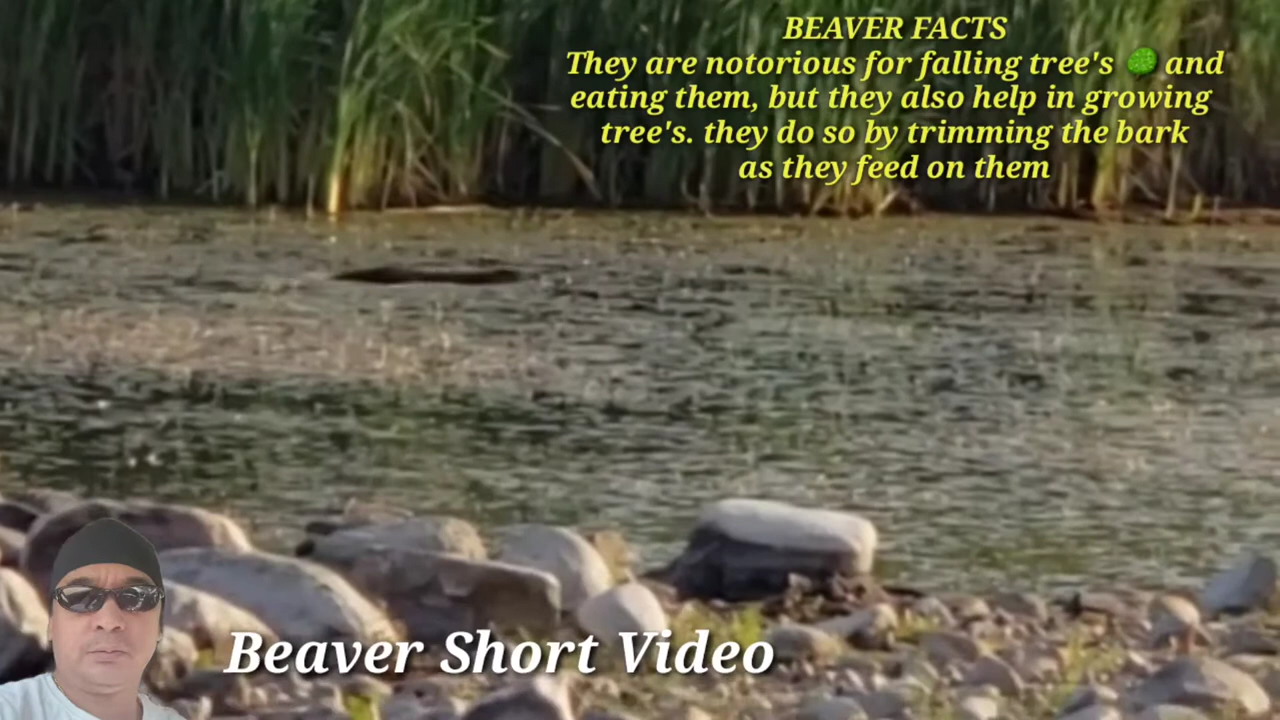 BEAVER FACTS
They are notorious for falling tree's 🌳 and
eating them, but they also help in growing
tree's. they do so by trimming the bark
as they feed on them
Beaver Short Video